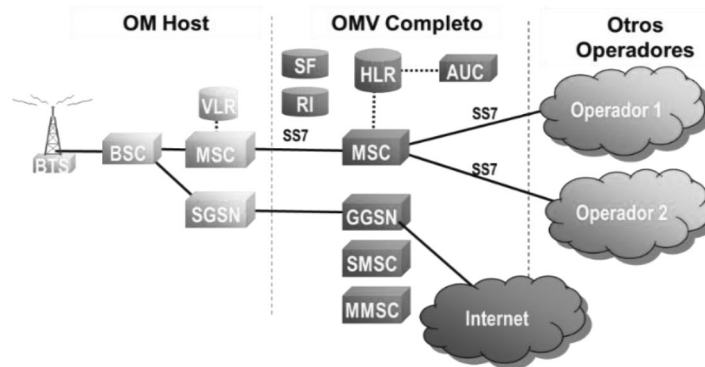 OM Host
OMV Completo
Otros
Operadores
SF
HLR
AUC
VLR
RI
Operador 1
BTS
BSC
MSC
SS7
MSC
SS7
SS7
SGSN
GGSN
Operador 2
SMSC
MMSC
Internet